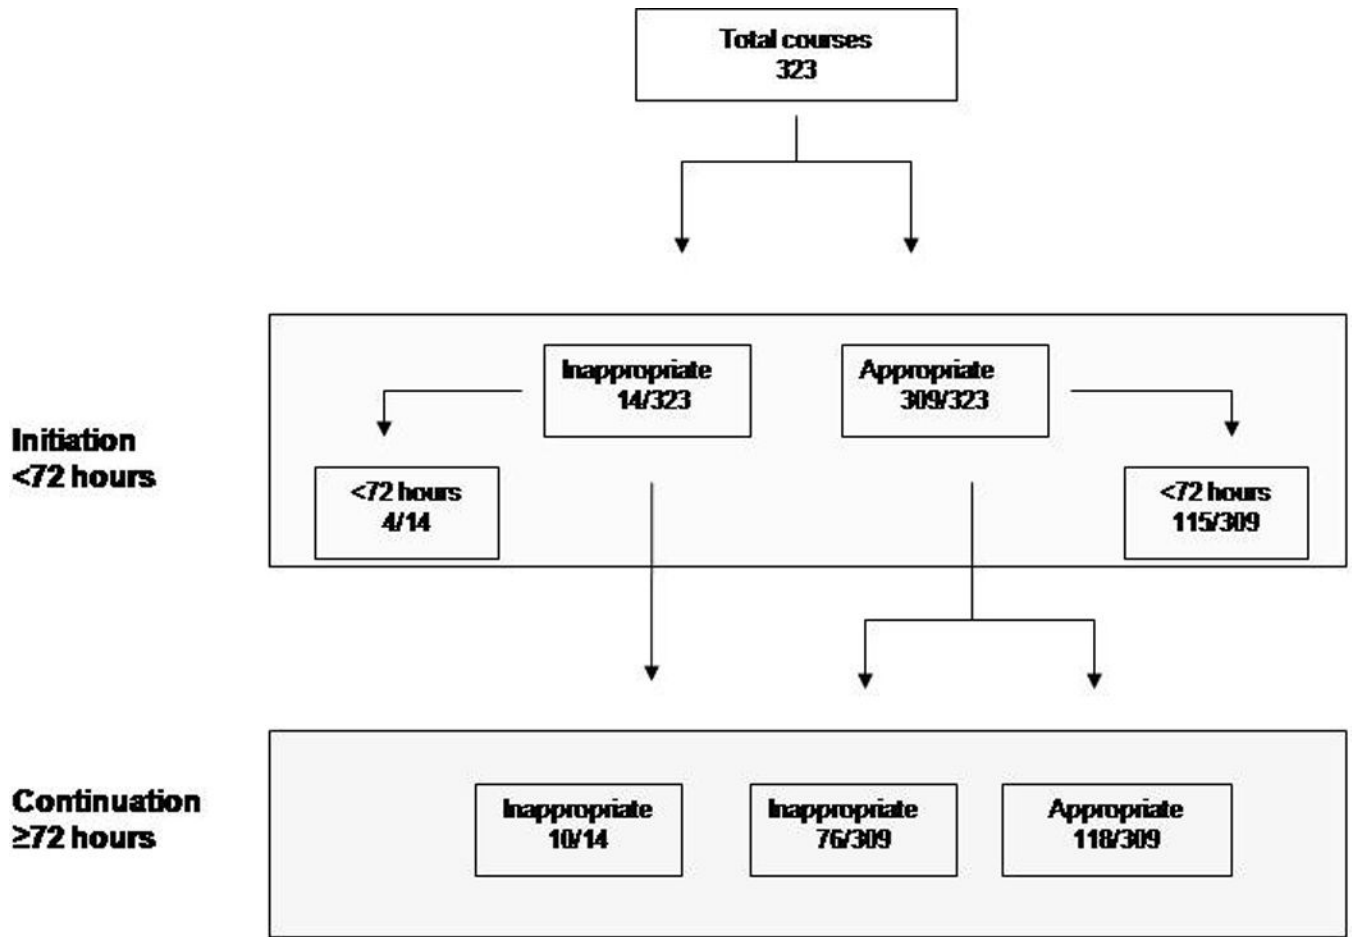 Total courses
323
Inappropriate
14/323
Appropriate
309/323
Initiation
<72 hours
<72 hours
4/14
<72 hours
115/309
Continuation
≥72 hours
Inappropriate
10/14
Inappropriate
76/309
Appropriate
118/309